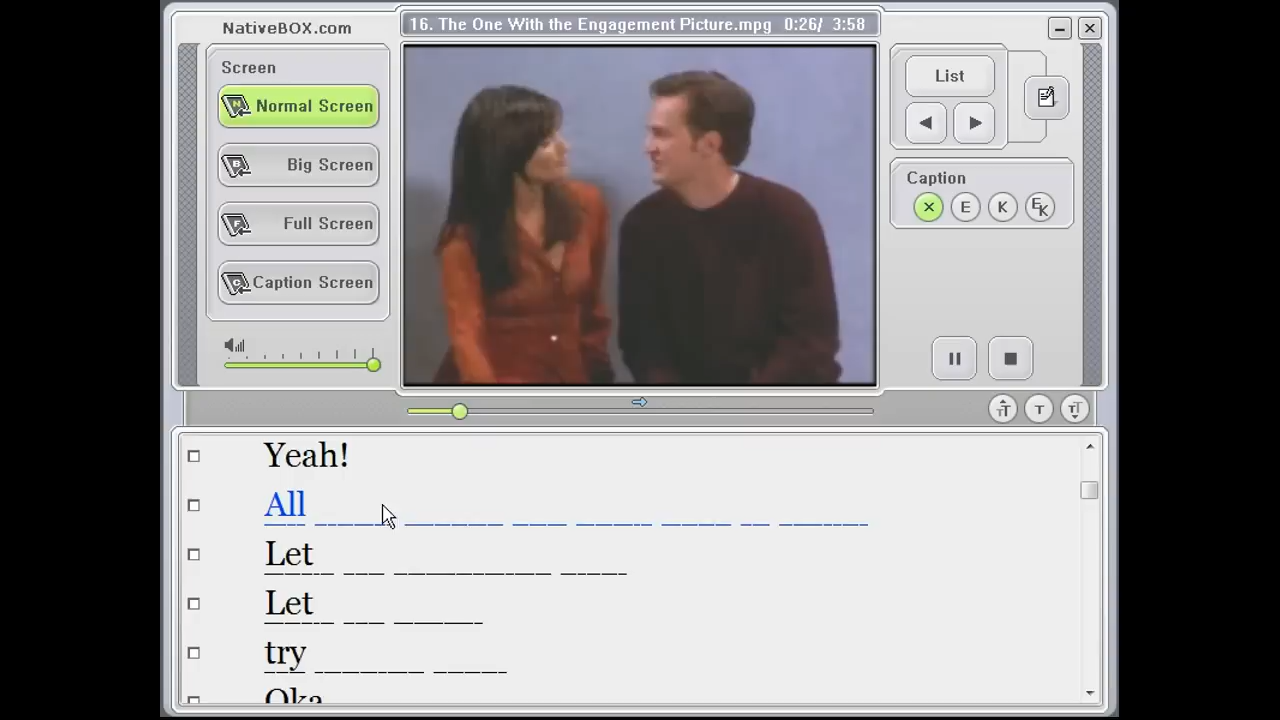 NativeBOX.com
16. The One With the Engagement Picture.mpg 0:26/ 3:58
Screen
Normal Screen
Big Screen
Full Screen
Caption Screen
List
Caption
E K EK
T T T
Yeah!
All
Let
Let
try
Oka